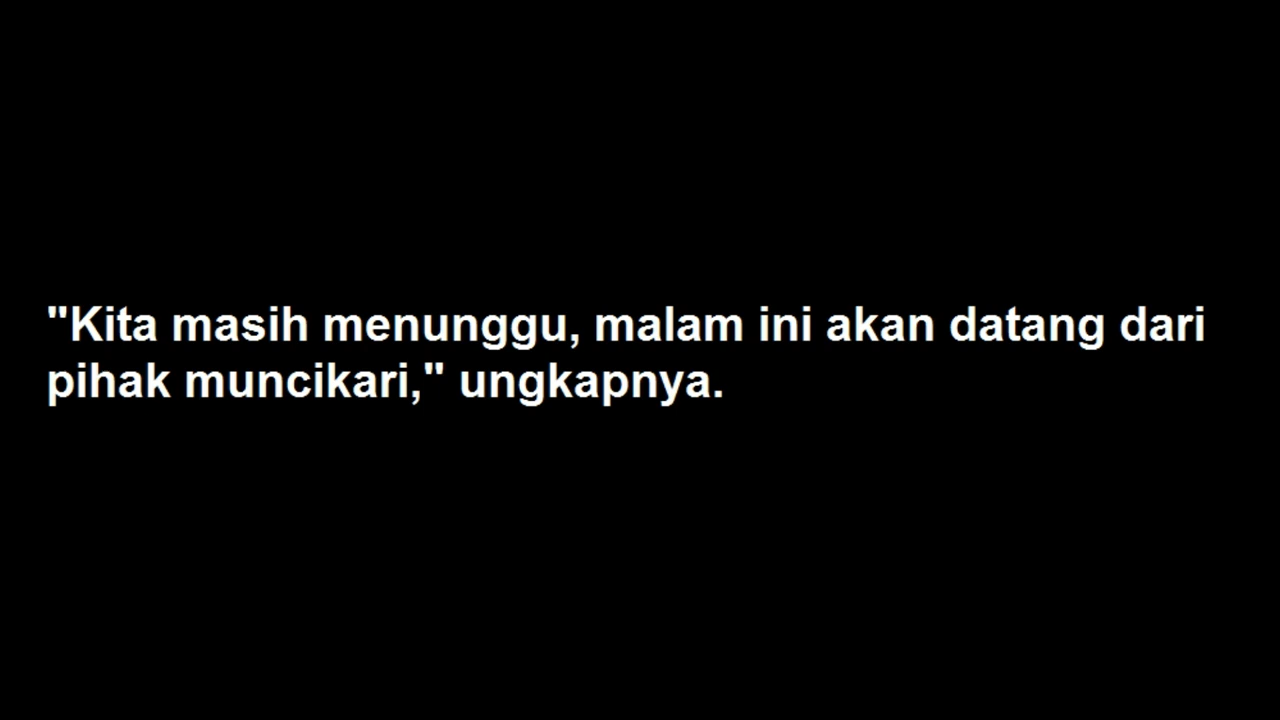 "Kita masih menunggu, malam ini akan datang dari
pihak muncikari," ungkapnya.